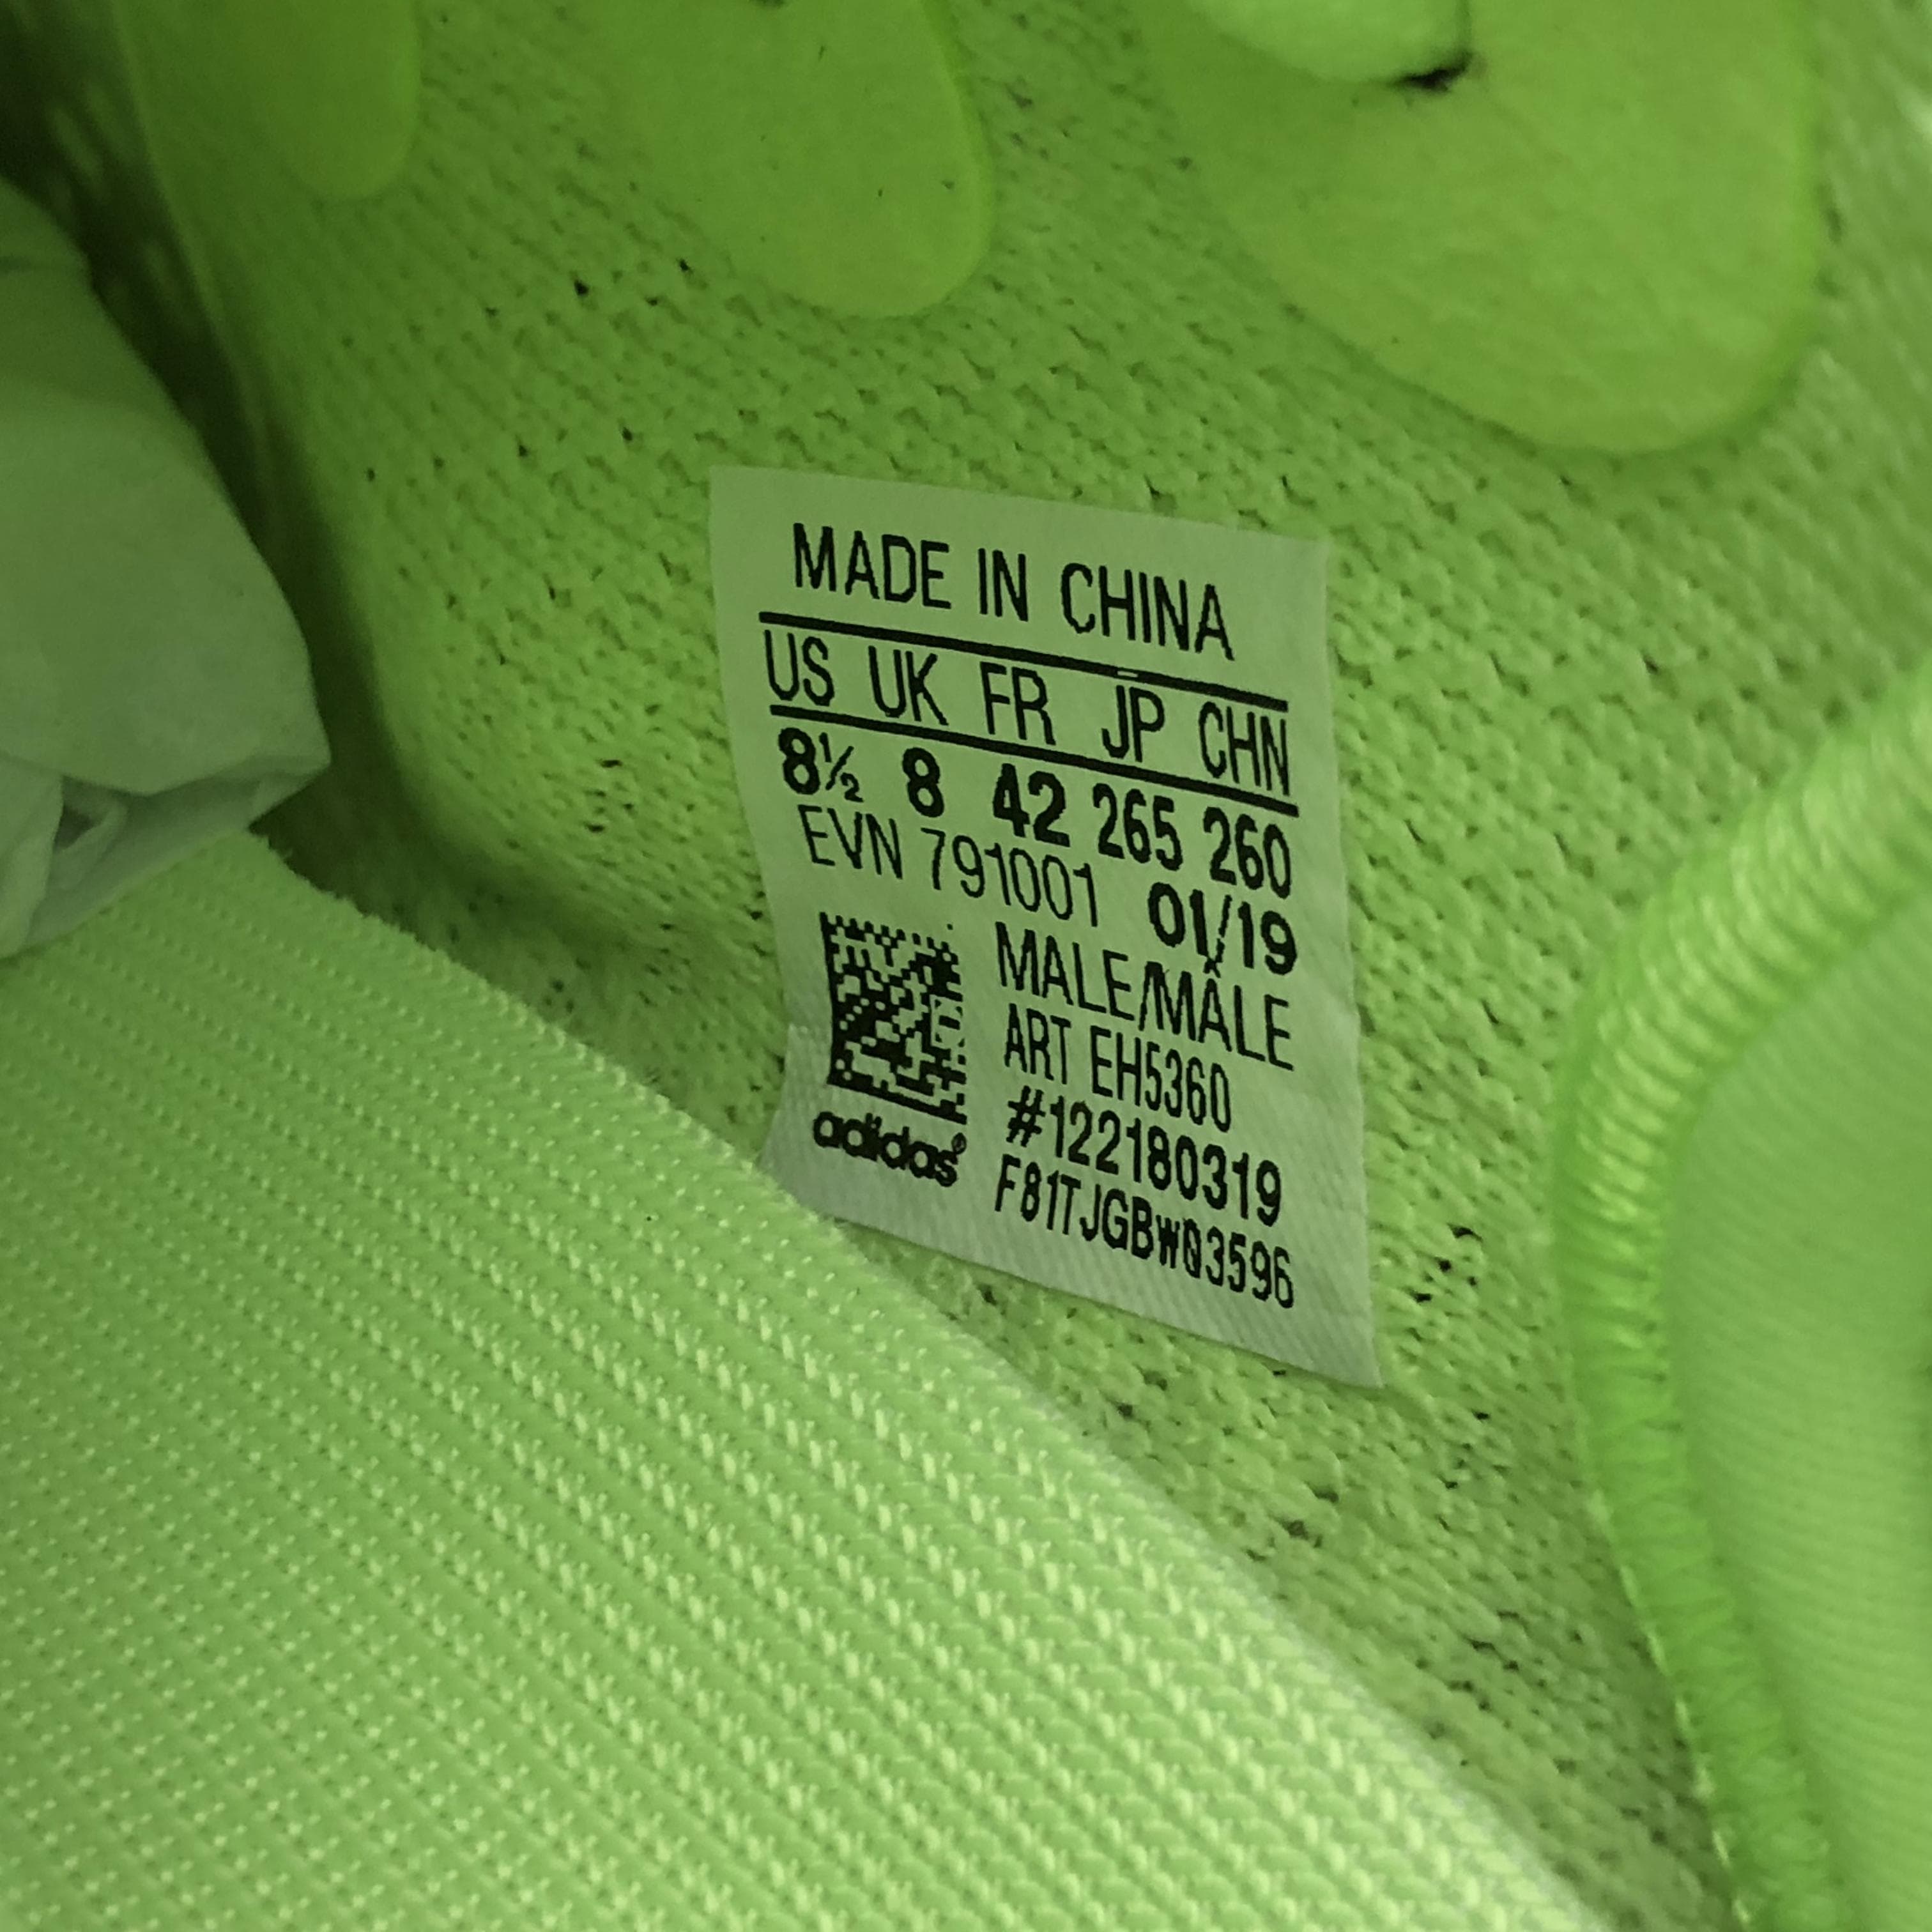 MADE IN CHINA
US UK FR JP CHN
8½ 8 42 265 260
EVN 791001 01/19
MALE/MÂLE
ART EH5360
#122180319
F81TJGBW03596
adidas®